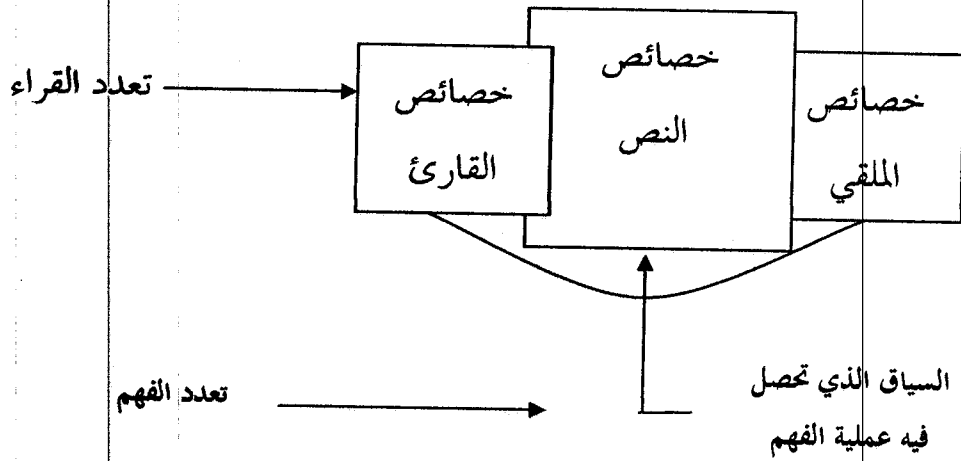 خصائص
الملقي
خصائص
النص
خصائص
القارئ
تعدد القراء
السياق الذي تحصل
فيه عملية الفهم
تعدد الفهم